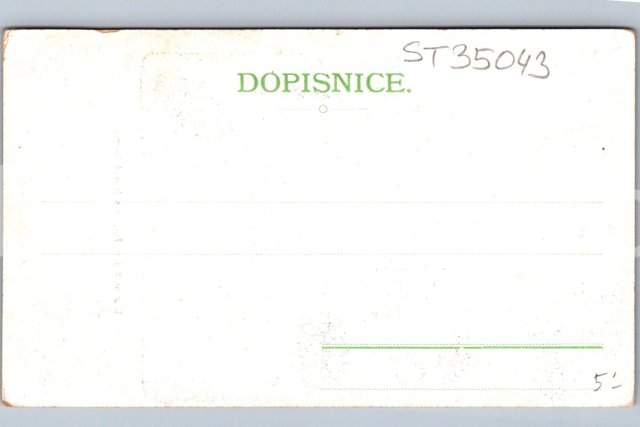 ST35043
DOPISNICE.
5'-